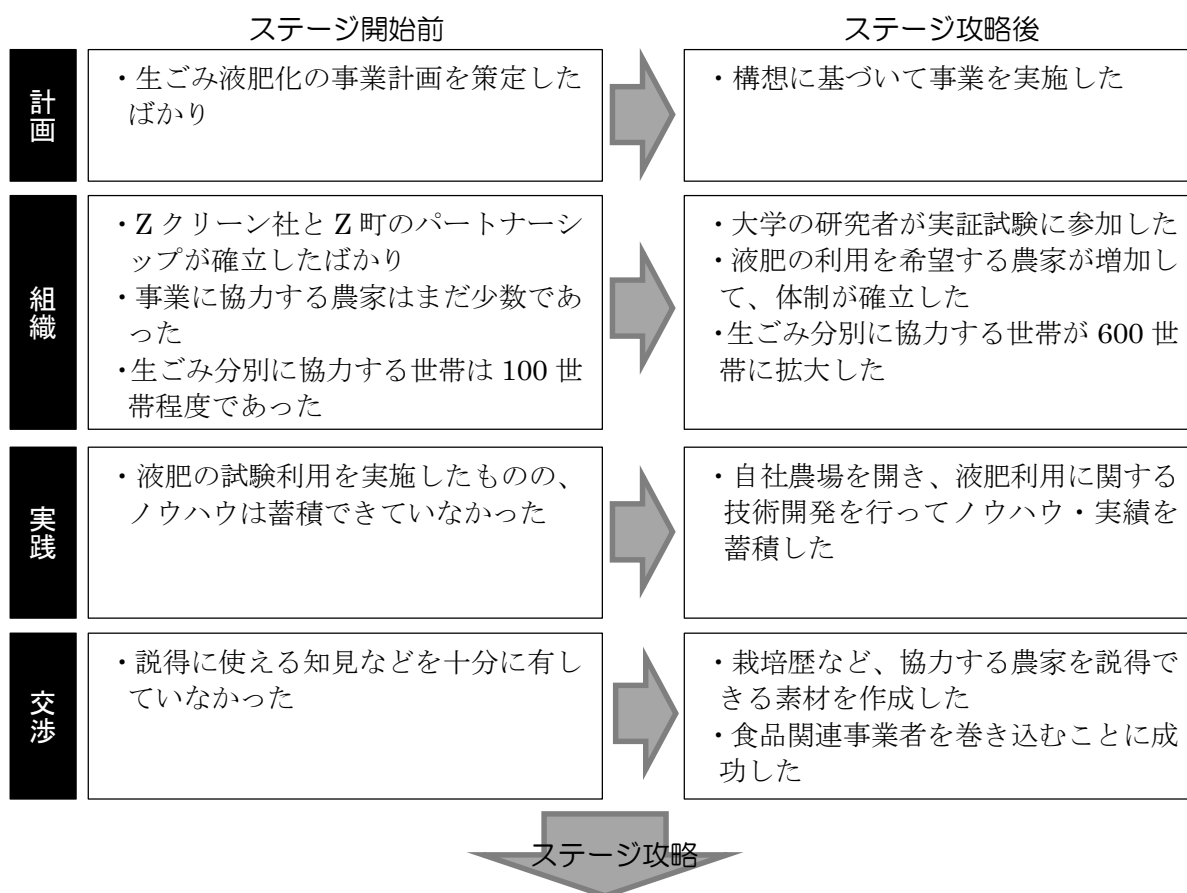 ステージ開始前
ステージ攻略後
計画
・生ごみ液肥化の事業計画を策定した
ばかり
・構想に基づいて事業を実施した
組織
・Z クリーン社と Z 町のパートナーシ
ップが確立したばかり
・事業に協力する農家はまだ少数であ
った
・生ごみ分別に協力する世帯は 100 世
帯程度であった
・大学の研究者が実証試験に参加した
・液肥の利用を希望する農家が増加し
て、体制が確立した
・生ごみ分別に協力する世帯が 600 世
帯に拡大した
実践
・液肥の試験利用を実施したものの、
ノウハウは蓄積できていなかった
・自社農場を開き、液肥利用に関する
技術開発を行ってノウハウ・実績を
蓄積した
交渉
・説得に使える知見などを十分に有し
ていなかった
・栽培歴など、協力する農家を説得で
きる素材を作成した
・食品関連事業者を巻き込むことに成
功した
ステージ攻略